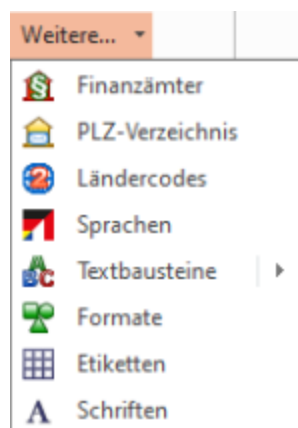 Weitere...
Finanzämter
PLZ-Verzeichnis
Ländercodes
Sprachen
Textbausteine
Formate
Etiketten
Schriften